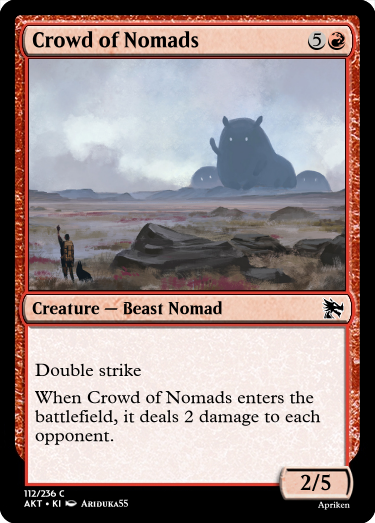 Crowd of Nomads 5
Creature — Beast Nomad
Double strike
When Crowd of Nomads enters the
battlefield, it deals 2 damage to each
opponent.
2/5
112/236 C
AKT • KI Ariduka55
Apriken